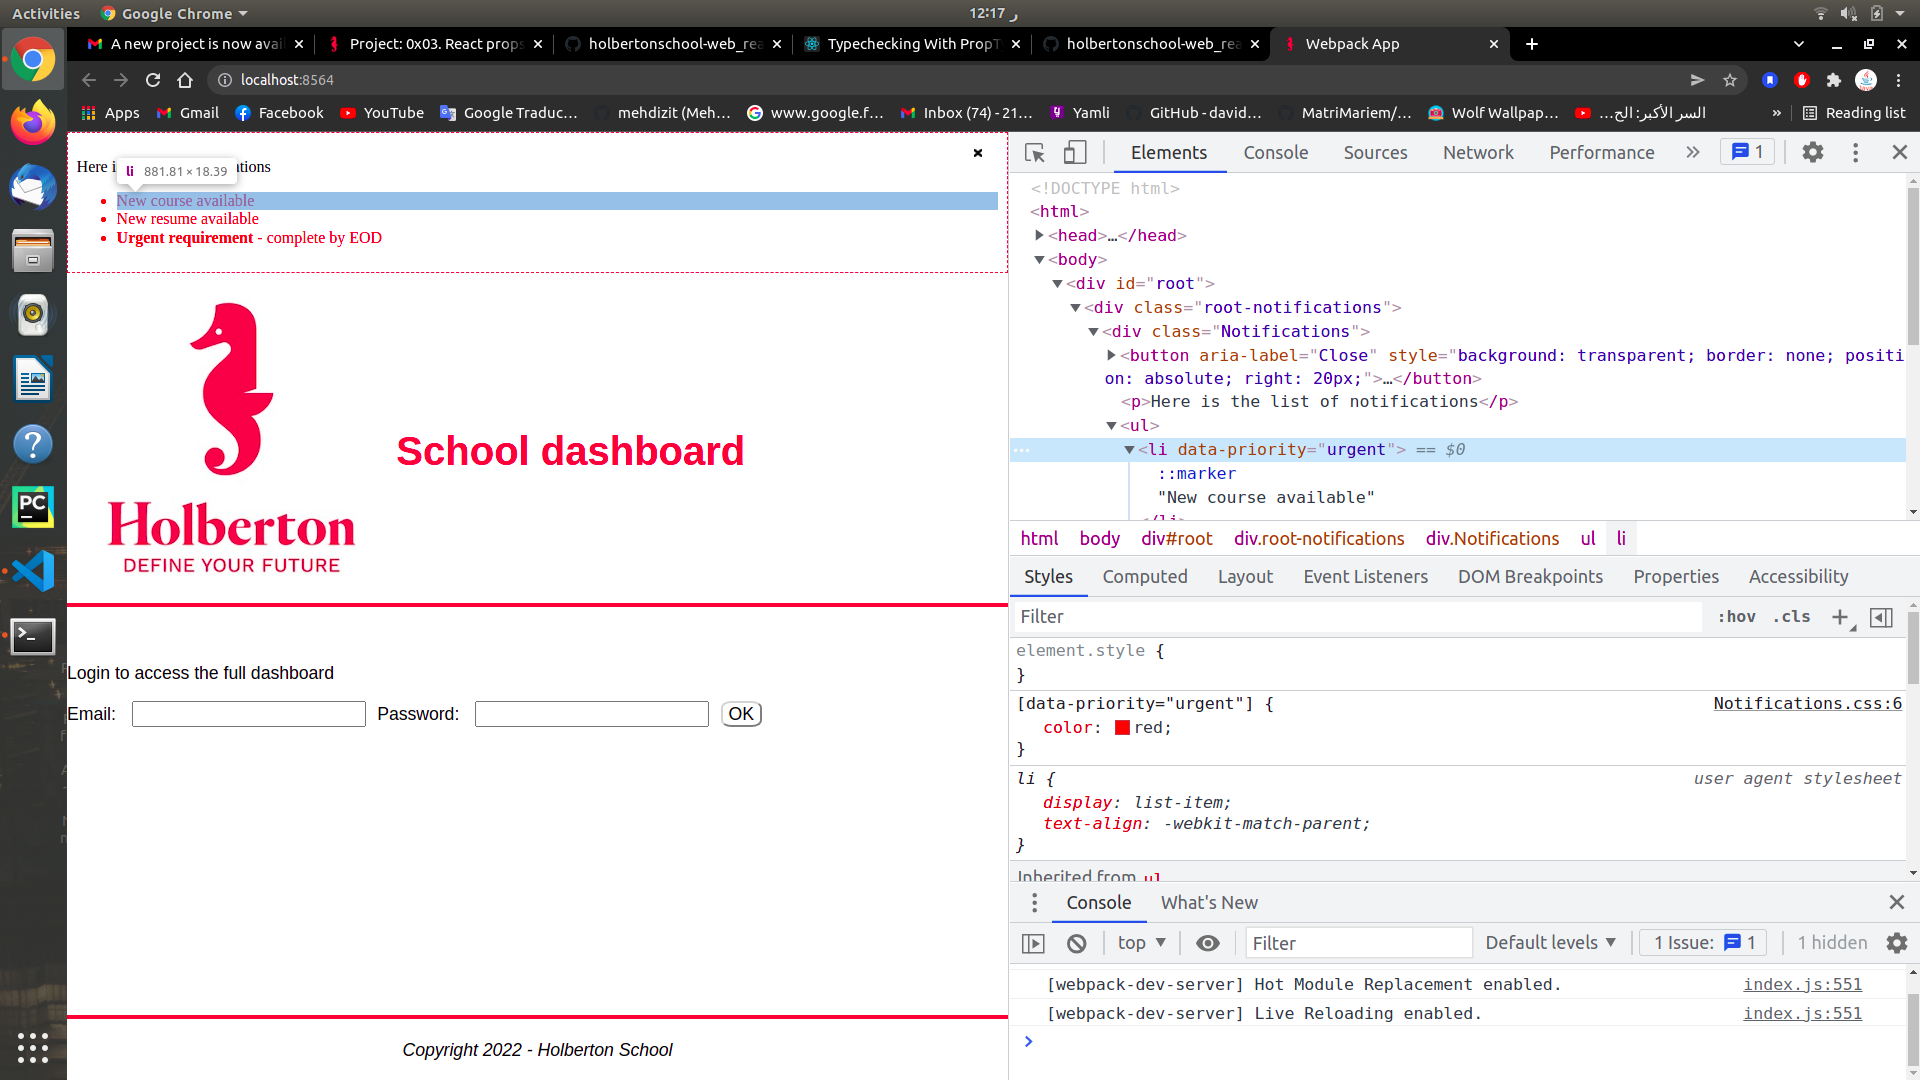 Activities
Google Chrome
12:17 ر
A new project is now avai
Project: 0x03. React props
holbertonschool-web_rea
Typechecking With PropT
holbertonschool-web_rea
Webpack App
localhost:8564
Apps
Gmail
Facebook
YouTube
Google Traduc…
mehdizit (Meh…
www.google.f…
Inbox (74) - 21…
Yamli
GitHub - david…
MatriMariem/…
Wolf Wallpap…
السر الأكبر: الح…
»
Reading list
Here i
ations
li 881.81 × 18.39
New course available
New resume available
Urgent requirement - complete by EOD
Holberton
DEFINE YOUR FUTURE
School dashboard
Login to access the full dashboard
Email:
Password:
OK
Copyright 2022 - Holberton School
Elements
Console
Sources
Network
Performance
»
1
<!DOCTYPE html>
<html>
<head>…</head>
<body>
<div id="root">
<div class="root-notifications">
<div class="Notifications">
<button aria-label="Close" style="background: transparent; border: none; positi
on: absolute; right: 20px;">…</button>
<p>Here is the list of notifications</p>
<ul>
<li data-priority="urgent"> == $0
::marker
"New course available"
</li>
html body div#root div.root-notifications div.Notifications ul li
Styles
Computed
Layout
Event Listeners
DOM Breakpoints
Properties
Accessibility
Filter
:hov .cls
element.style {
}
[data-priority="urgent"] {
Notifications.css:6
color: red;
}
li {
user agent stylesheet
display: list-item;
text-align: -webkit-match-parent;
}
Inherited from ul
Console
What's New
top
Filter
Default levels
1 Issue: 1
1 hidden
[webpack-dev-server] Hot Module Replacement enabled.
index.js:551
[webpack-dev-server] Live Reloading enabled.
index.js:551